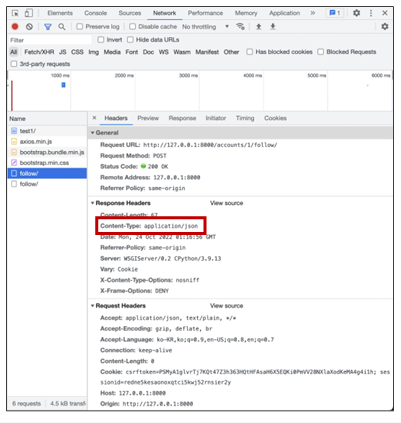 Elements Console Sources Network Performance Memory Application » 1
Preserve log Disable cache No throttling
Filter Invert Hide data URLs
All Fetch/XHR JS CSS Img Media Font Doc WS Wasm Manifest Other Has blocked cookies Blocked Requests
3rd-party requests
1000 ms 2000 ms 3000 ms 4000 ms 5000 ms 6000 ms
Name
test1/
axios.min.js
bootstrap.bundle.min.js
bootstrap.min.css
follow/
follow/
Headers Preview Response Initiator Timing Cookies
General
Request URL: http://127.0.0.1:8000/accounts/1/follow/
Request Method: POST
Status Code: 200 OK
Remote Address: 127.0.0.1:8000
Referrer Policy: same-origin
Response Headers View source
Content-Length: 67
Content-Type: application/json
Date: Mon, 24 Oct 2022 01:16:56 GMT
Referrer-Policy: same-origin
Server: WSGIServer/0.2 CPython/3.9.13
Vary: Cookie
X-Content-Type-Options: nosniff
X-Frame-Options: DENY
Request Headers View source
Accept: application/json, text/plain, */*
Accept-Encoding: gzip, deflate, br
Accept-Language: ko-KR,ko;q=0.9,en-US;q=0.8,en;q=0.7
Connection: keep-alive
Content-Length: 0
Cookie: csrftoken=
sessionid=
Host: 127.0.0.1:8000
Origin: http://127.0.0.1:8000
6 requests 4.5 kB transf